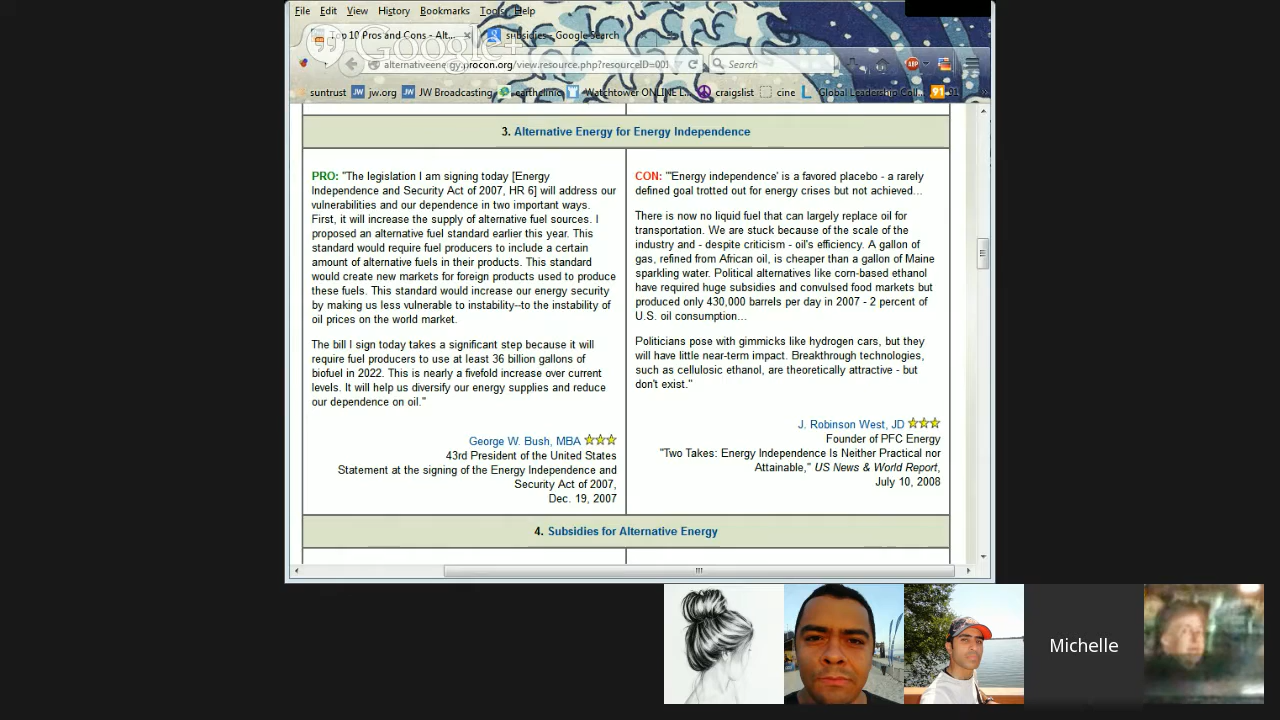 File Edit View History Bookmarks Tools Help
Top 10 Pros and Cons - Alt...
subsidies - Google Search
Google+
alternativeenergy.procon.org/view.resource.php?resourceID=001
Search
suntrust jw.org JW Broadcasting earthclinic Watchtower ONLINE L... craigslist cine Global Leadership Col...
3. Alternative Energy for Energy Independence
PRO: "The legislation I am signing today [Energy
Independence and Security Act of 2007, HR 6] will address our
vulnerabilities and our dependence in two important ways.
First, it will increase the supply of alternative fuel sources. I
proposed an alternative fuel standard earlier this year. This
standard would require fuel producers to include a certain
amount of alternative fuels in their products. This standard
would create new markets for foreign products used to produce
these fuels. This standard would increase our energy security
by making us less vulnerable to instability--to the instability of
oil prices on the world market.
The bill I sign today takes a significant step because it will
require fuel producers to use at least 36 billion gallons of
biofuel in 2022. This is nearly a fivefold increase over current
levels. It will help us diversify our energy supplies and reduce
our dependence on oil."
George W. Bush, MBA
43rd President of the United States
Statement at the signing of the Energy Independence and
Security Act of 2007,
Dec. 19, 2007
CON: "'Energy independence' is a favored placebo - a rarely
defined goal trotted out for energy crises but not achieved...
There is now no liquid fuel that can largely replace oil for
transportation. We are stuck because of the scale of the
industry and - despite criticism - oil's efficiency. A gallon of
gas, refined from African oil, is cheaper than a gallon of Maine
sparkling water. Political alternatives like corn-based ethanol
have required huge subsidies and convulsed food markets but
produced only 430,000 barrels per day in 2007 - 2 percent of
U.S. oil consumption...
Politicians pose with gimmicks like hydrogen cars, but they
will have little near-term impact. Breakthrough technologies,
such as cellulosic ethanol, are theoretically attractive - but
don't exist."
J. Robinson West, JD
Founder of PFC Energy
"Two Takes: Energy Independence Is Neither Practical nor
Attainable," US News & World Report,
July 10, 2008
4. Subsidies for Alternative Energy
Michelle